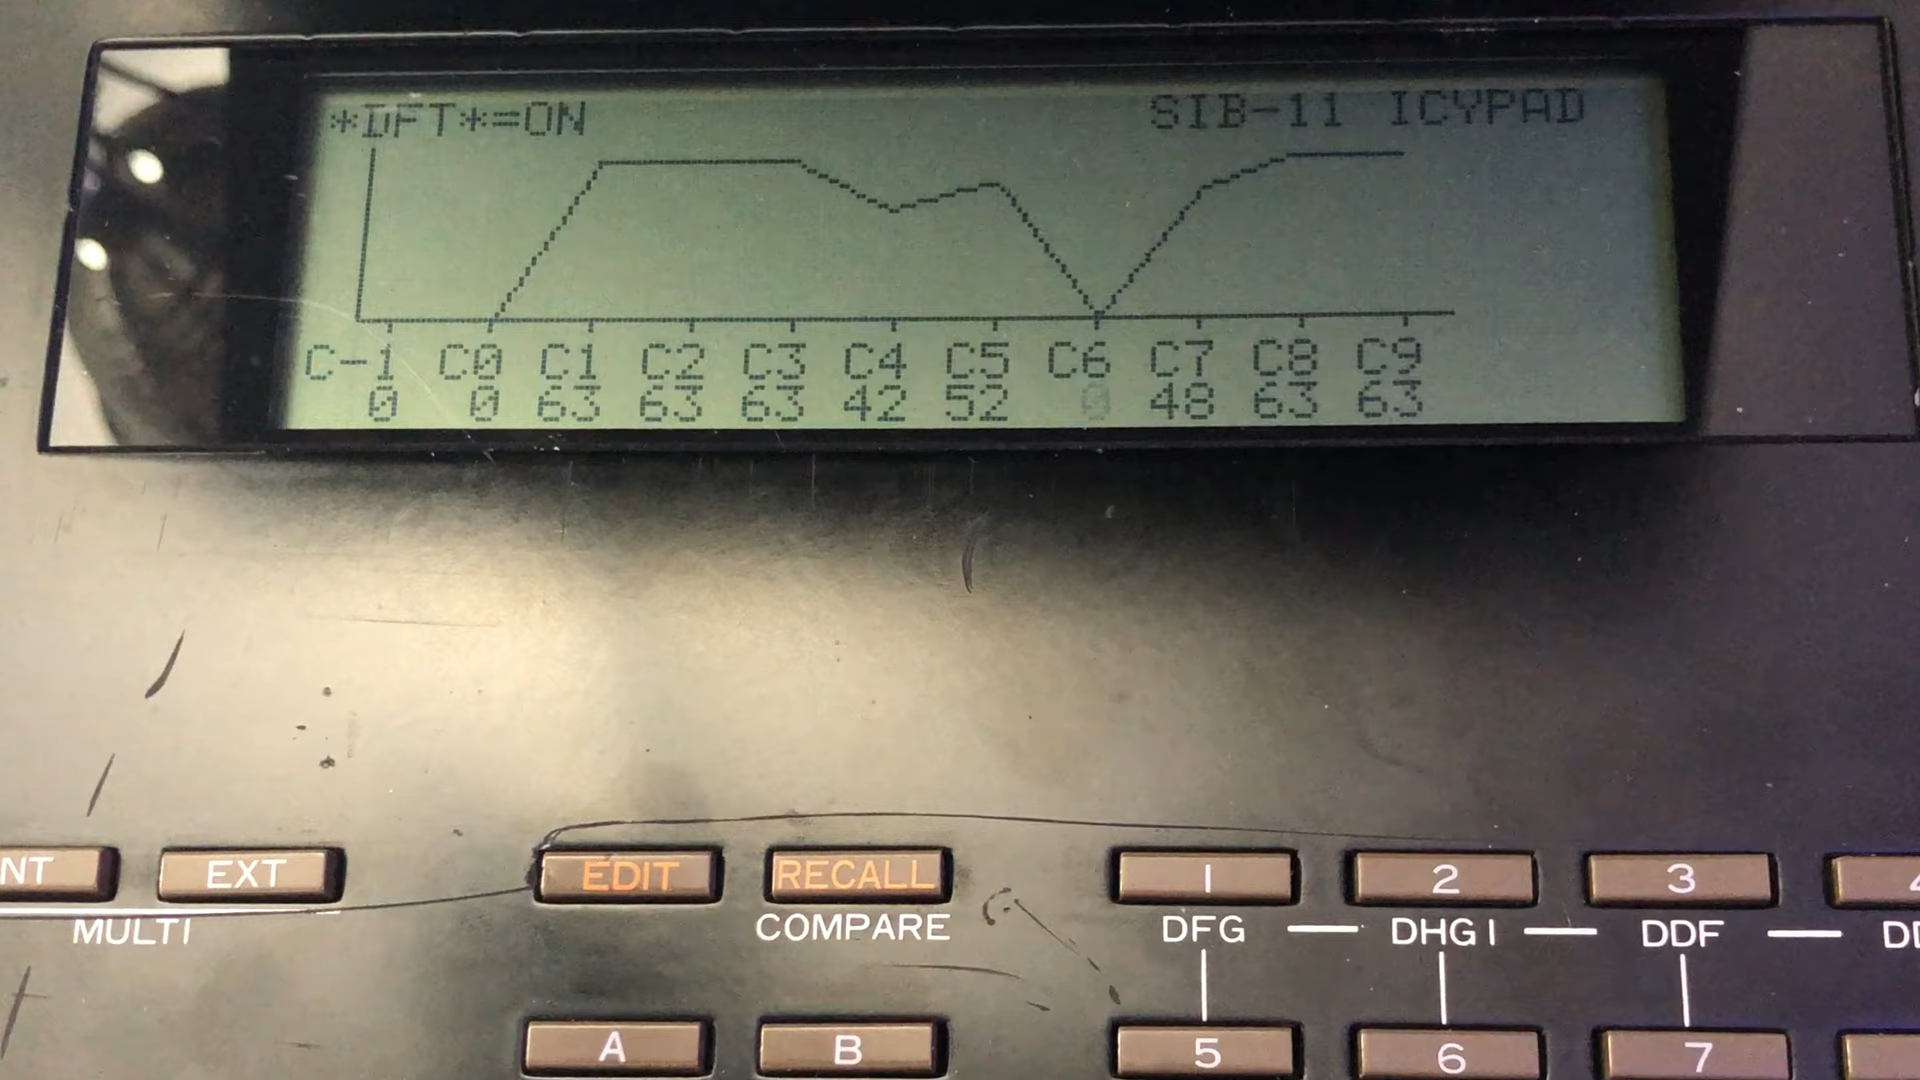 *DFT*=ON SIB-11 ICYPAD
C-1 C0 C1 C2 C3 C4 C5 C6 C7 C8 C9
0 0 63 63 63 42 52 0 48 63 63
NT EXT EDIT RECALL 1 2 3 4
MULTI COMPARE DFG DHG1 DDF
A B 5 6 7